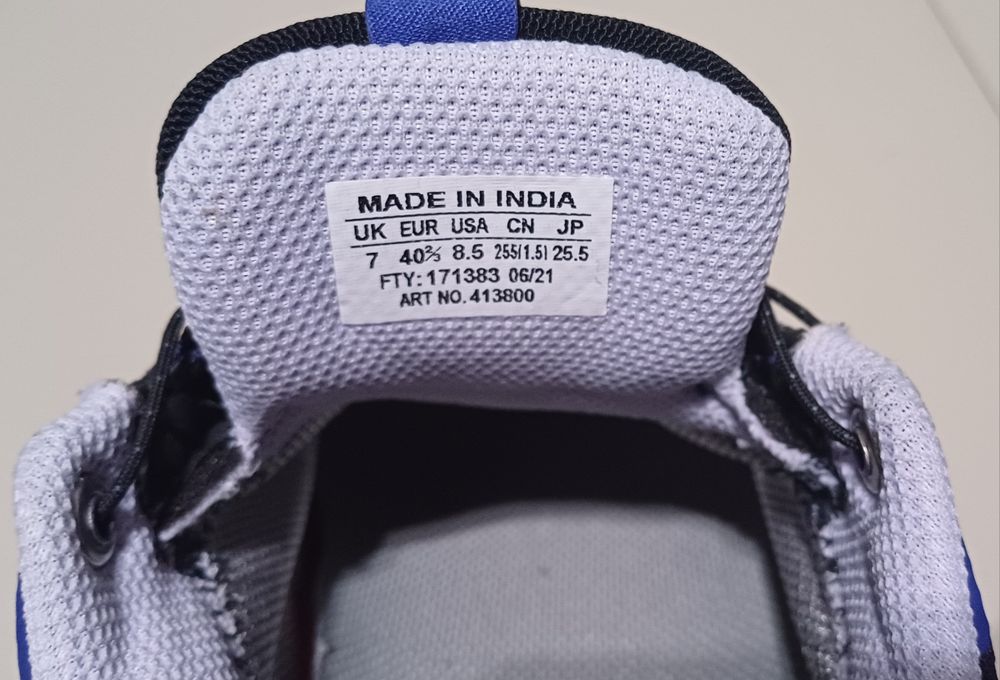 MADE IN INDIA
UK EUR USA CN JP
7 40⅔ 8.5 255(1.5) 25.5
FTY: 171383 06/21
ART NO. 413800